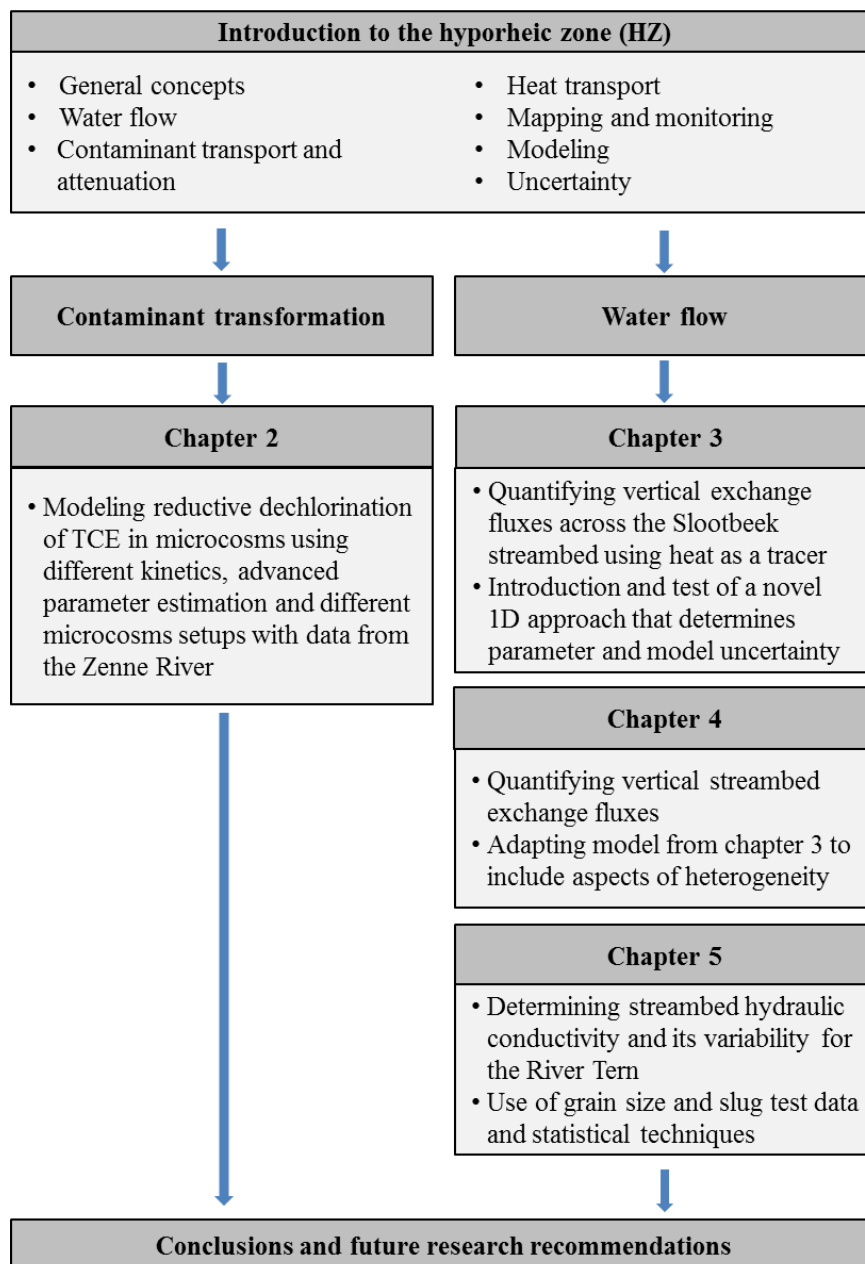 Introduction to the hyporheic zone (HZ)
• General concepts
• Water flow
• Contaminant transport and
attenuation
• Heat transport
• Mapping and monitoring
• Modeling
• Uncertainty
Contaminant transformation
Water flow
Chapter 2
• Modeling reductive dechlorination
of TCE in microcosms using
different kinetics, advanced
parameter estimation and different
microcosms setups with data from
the Zenne River
Chapter 3
• Quantifying vertical exchange
fluxes across the Slootbeek
streambed using heat as a tracer
• Introduction and test of a novel
1D approach that determines
parameter and model uncertainty
Chapter 4
• Quantifying vertical streambed
exchange fluxes
• Adapting model from chapter 3 to
include aspects of heterogeneity
Chapter 5
• Determining streambed hydraulic
conductivity and its variability for
the River Tern
• Use of grain size and slug test data
and statistical techniques
Conclusions and future research recommendations